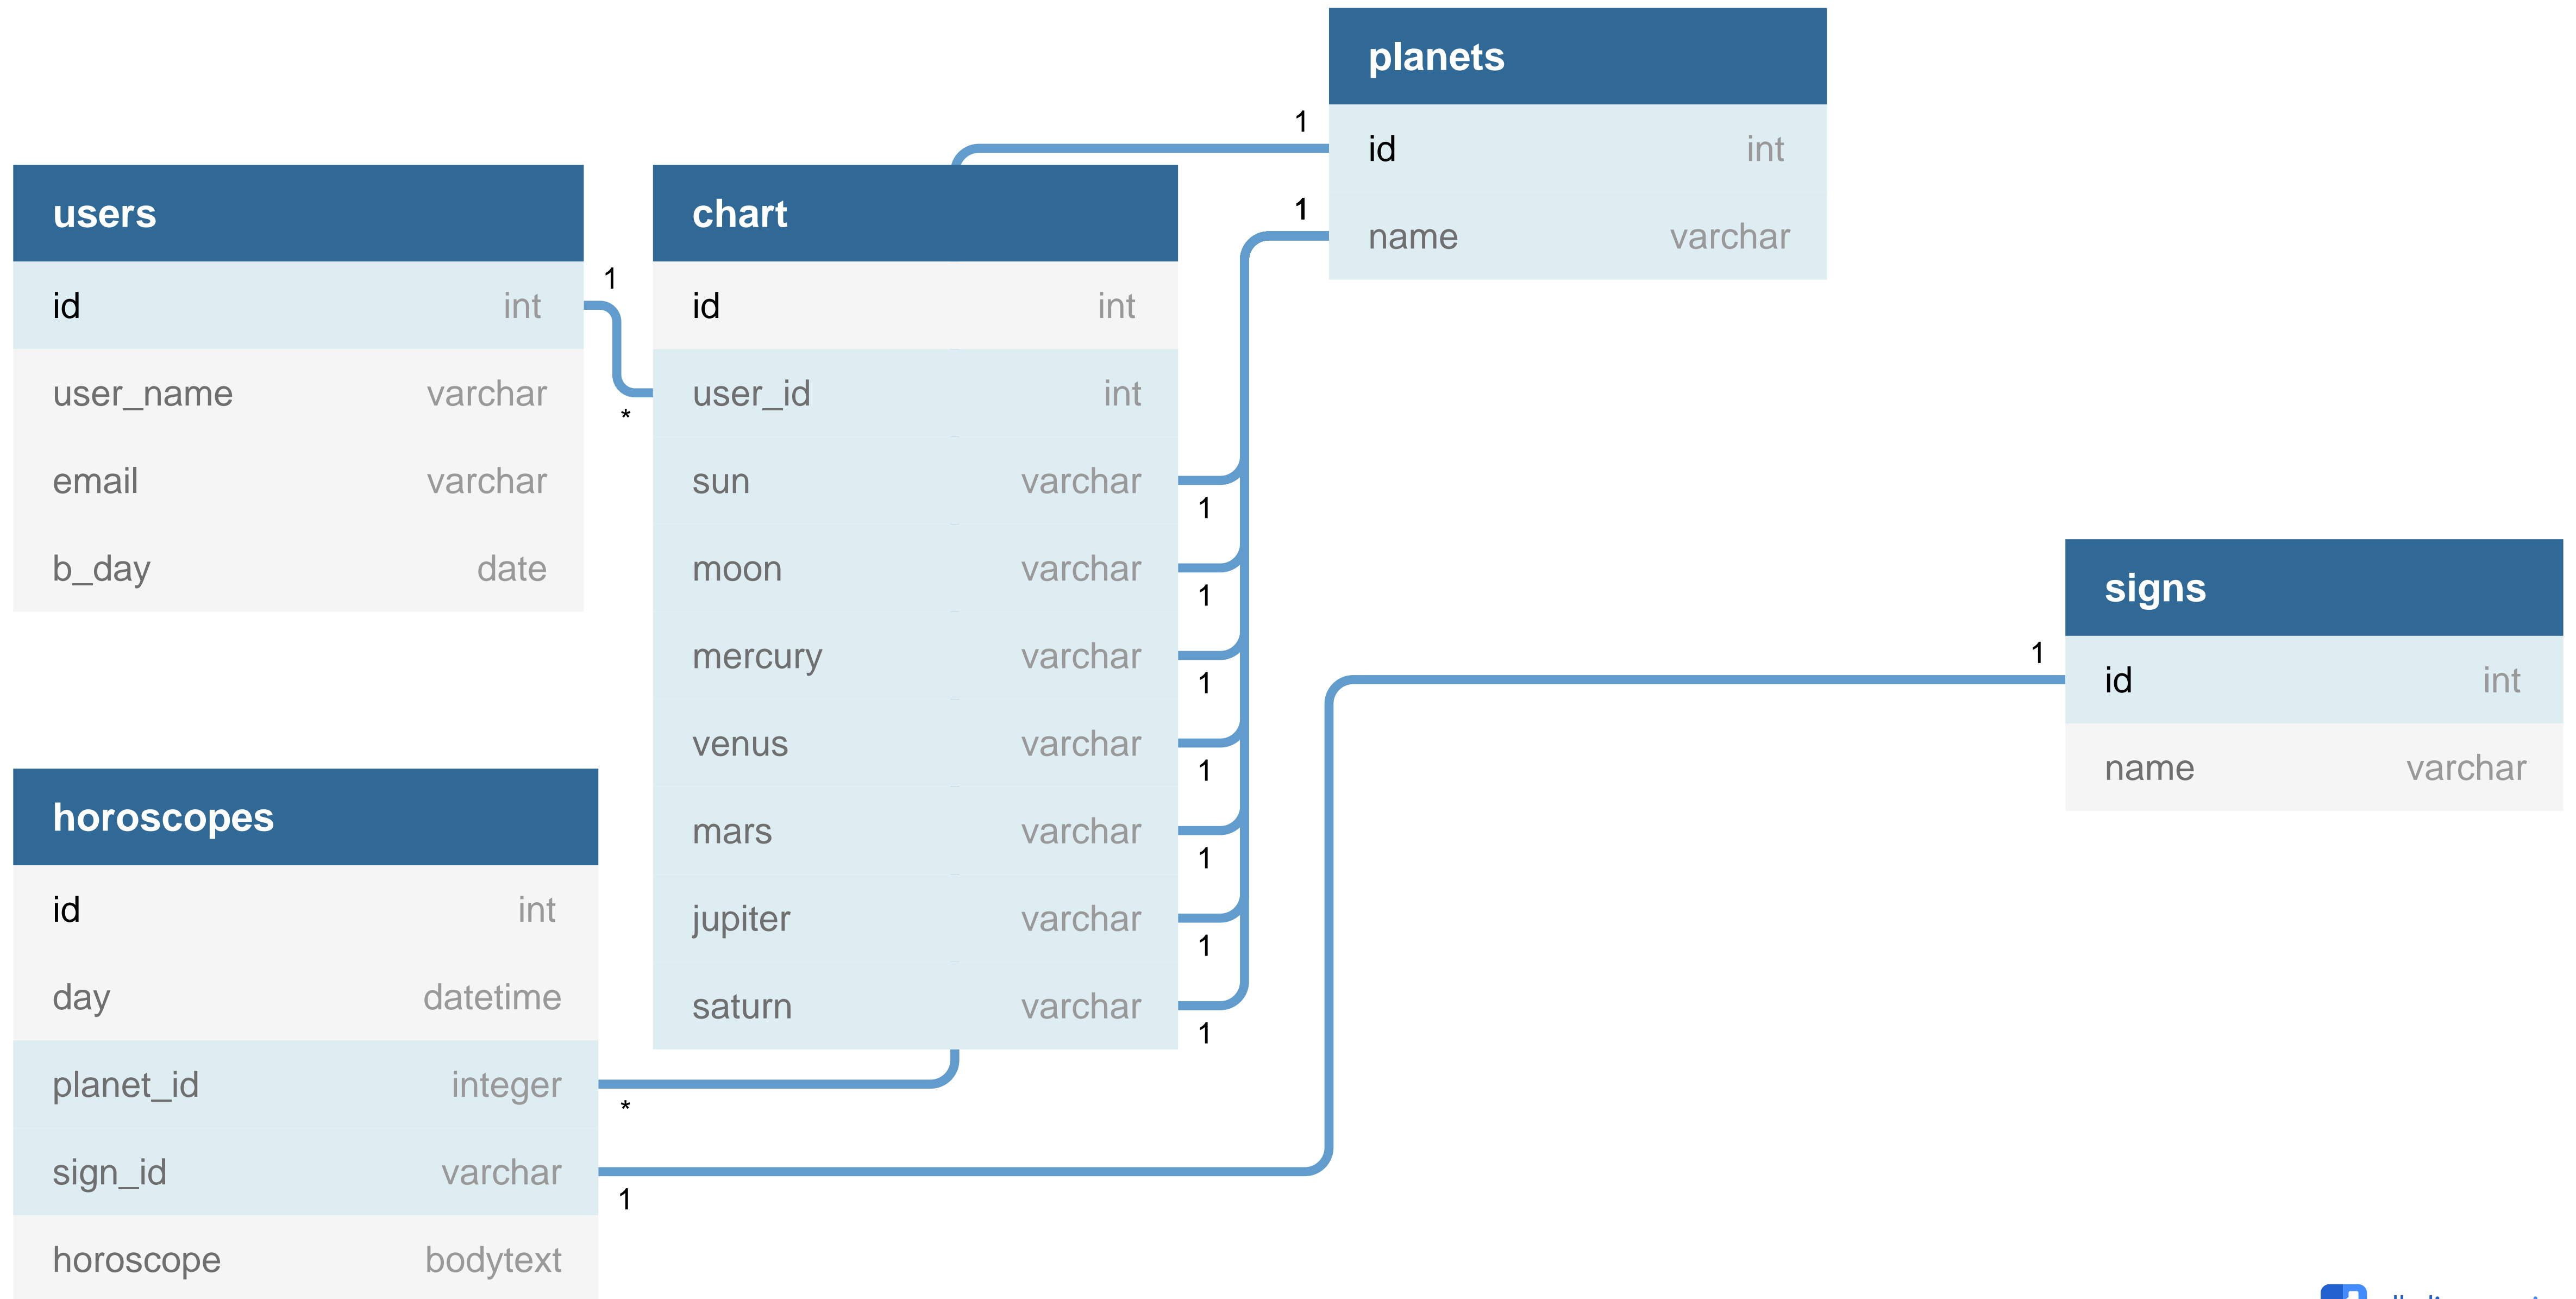 planets
id int
name varchar
1
1
users
id int
user_name varchar
email varchar
b_day date
1
*
chart
id int
user_id int
sun varchar
moon varchar
mercury varchar
venus varchar
mars varchar
jupiter varchar
saturn varchar
1
1
1
1
1
1
1
signs
id int
name varchar
1
horoscopes
id int
day datetime
planet_id integer
sign_id varchar
horoscope bodytext
*
1